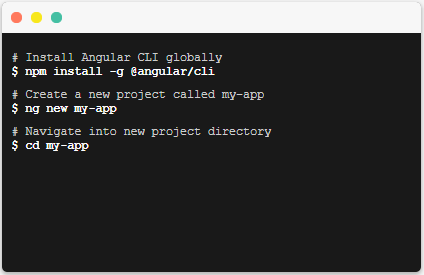 # Install Angular CLI globally
$ npm install -g @angular/cli
# Create a new project called my-app
$ ng new my-app
# Navigate into new project directory
$ cd my-app